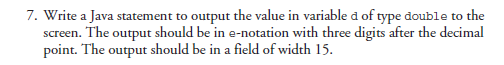 7. Write a Java statement to output the value in variable d of type double to the
screen. The output should be in e-notation with three digits after the decimal
point. The output should be in a field of width 15.